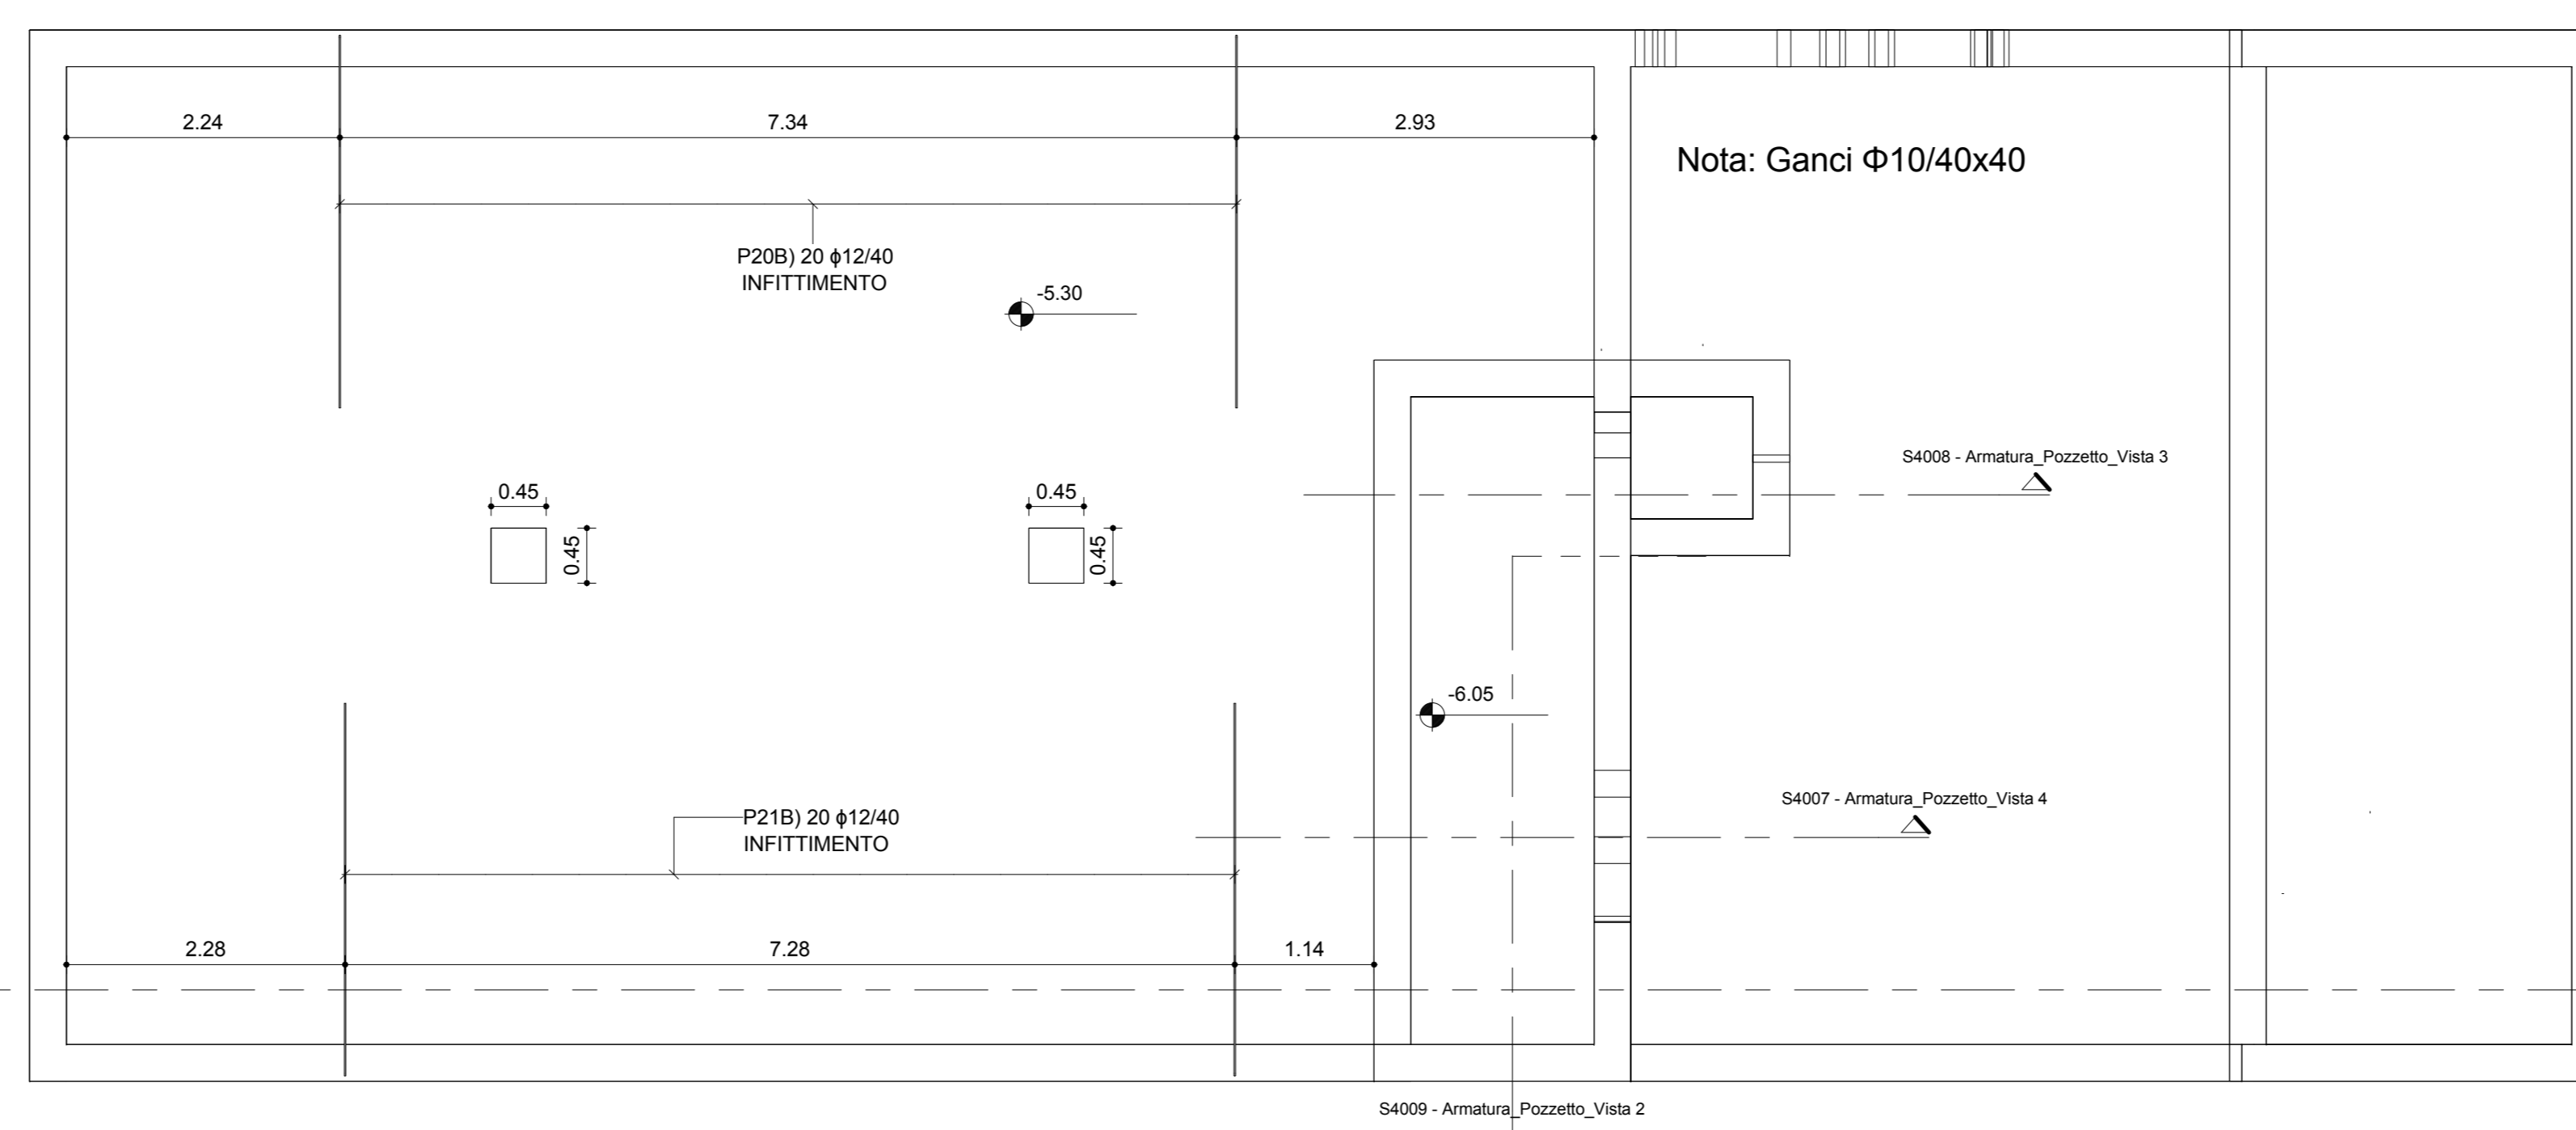 2.24
7.34
2.93
Nota: Ganci Φ10/40x40
P20B) 20 ϕ12/40
INFITTIMENTO
-5.30
S4008 - Armatura_Pozzetto_Vista 3
0.45
0.45
0.45
0.45
-6.05
S4007 - Armatura_Pozzetto_Vista 4
P21B) 20 ϕ12/40
INFITTIMENTO
2.28
7.28
1.14
S4009 - Armatura_Pozzetto_Vista 2